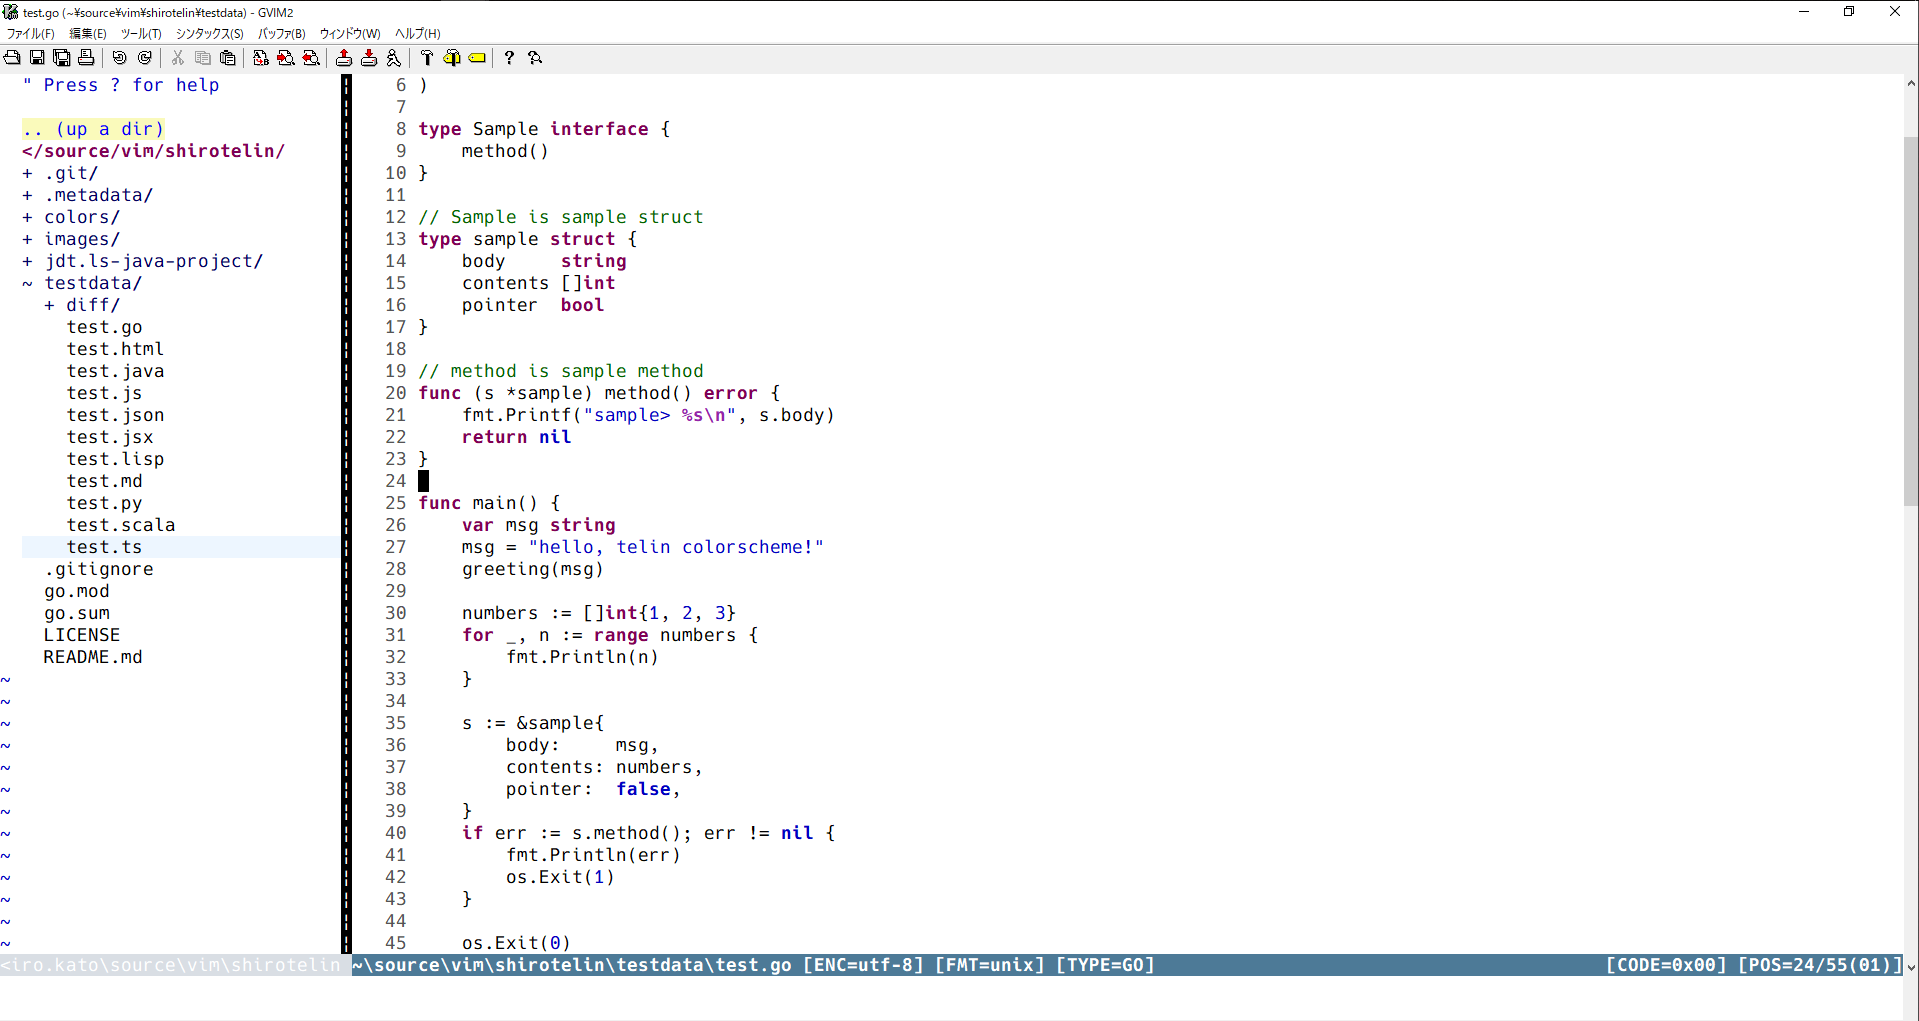 test.go (~¥source¥vim¥shirotelin¥testdata) - GVIM2
ファイル(F) 編集(E) ツール(T) シンタックス(S) バッファ(B) ウィンドウ(W) ヘルプ(H)
" Press ? for help
.. (up a dir)
</source/vim/shirotelin/
+ .git/
+ .metadata/
+ colors/
+ images/
+ jdt.ls-java-project/
~ testdata/
+ diff/
test.go
test.html
test.java
test.js
test.json
test.jsx
test.lisp
test.md
test.py
test.scala
test.ts
.gitignore
go.mod
go.sum
LICENSE
README.md
~
~
~
~
~
~
~
~
~
~
~
~
~
<iro.kato\source\vim\shirotelin
6 )
7
8 type Sample interface {
9     method()
10 }
11
12 // Sample is sample struct
13 type sample struct {
14     body     string
15     contents []int
16     pointer  bool
17 }
18
19 // method is sample method
20 func (s *sample) method() error {
21     fmt.Printf("sample> %s\n", s.body)
22     return nil
23 }
24
25 func main() {
26     var msg string
27     msg = "hello, telin colorscheme!"
28     greeting(msg)
29
30     numbers := []int{1, 2, 3}
31     for _, n := range numbers {
32         fmt.Println(n)
33     }
34
35     s := &sample{
36         body:     msg,
37         contents: numbers,
38         pointer:  false,
39     }
40     if err := s.method(); err != nil {
41         fmt.Println(err)
42         os.Exit(1)
43     }
44
45     os.Exit(0)
~\source\vim\shirotelin\testdata\test.go [ENC=utf-8] [FMT=unix] [TYPE=GO] [CODE=0x00] [POS=24/55(01)]